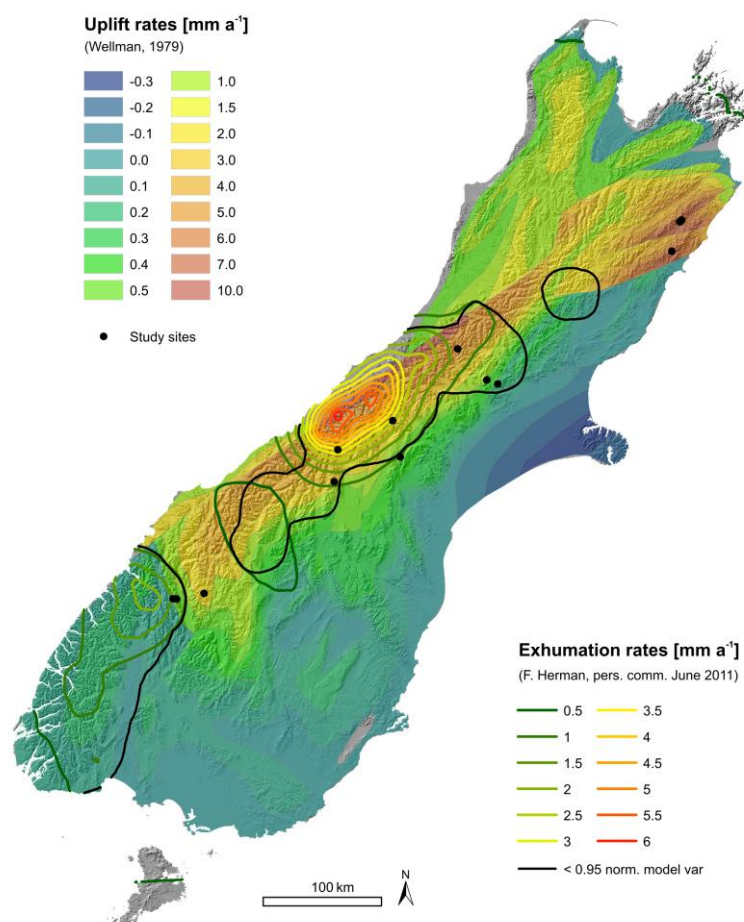 Uplift rates [mm a⁻¹]
(Wellman, 1979)
-0.3 1.0
-0.2 1.5
-0.1 2.0
0.0 3.0
0.1 4.0
0.2 5.0
0.3 6.0
0.4 7.0
0.5 10.0
Study sites
Exhumation rates [mm a⁻¹]
(F. Herman, pers. comm. June 2011)
0.5 3.5
1 4
1.5 4.5
2 5
2.5 5.5
3 6
< 0.95 norm. model var
100 km
N